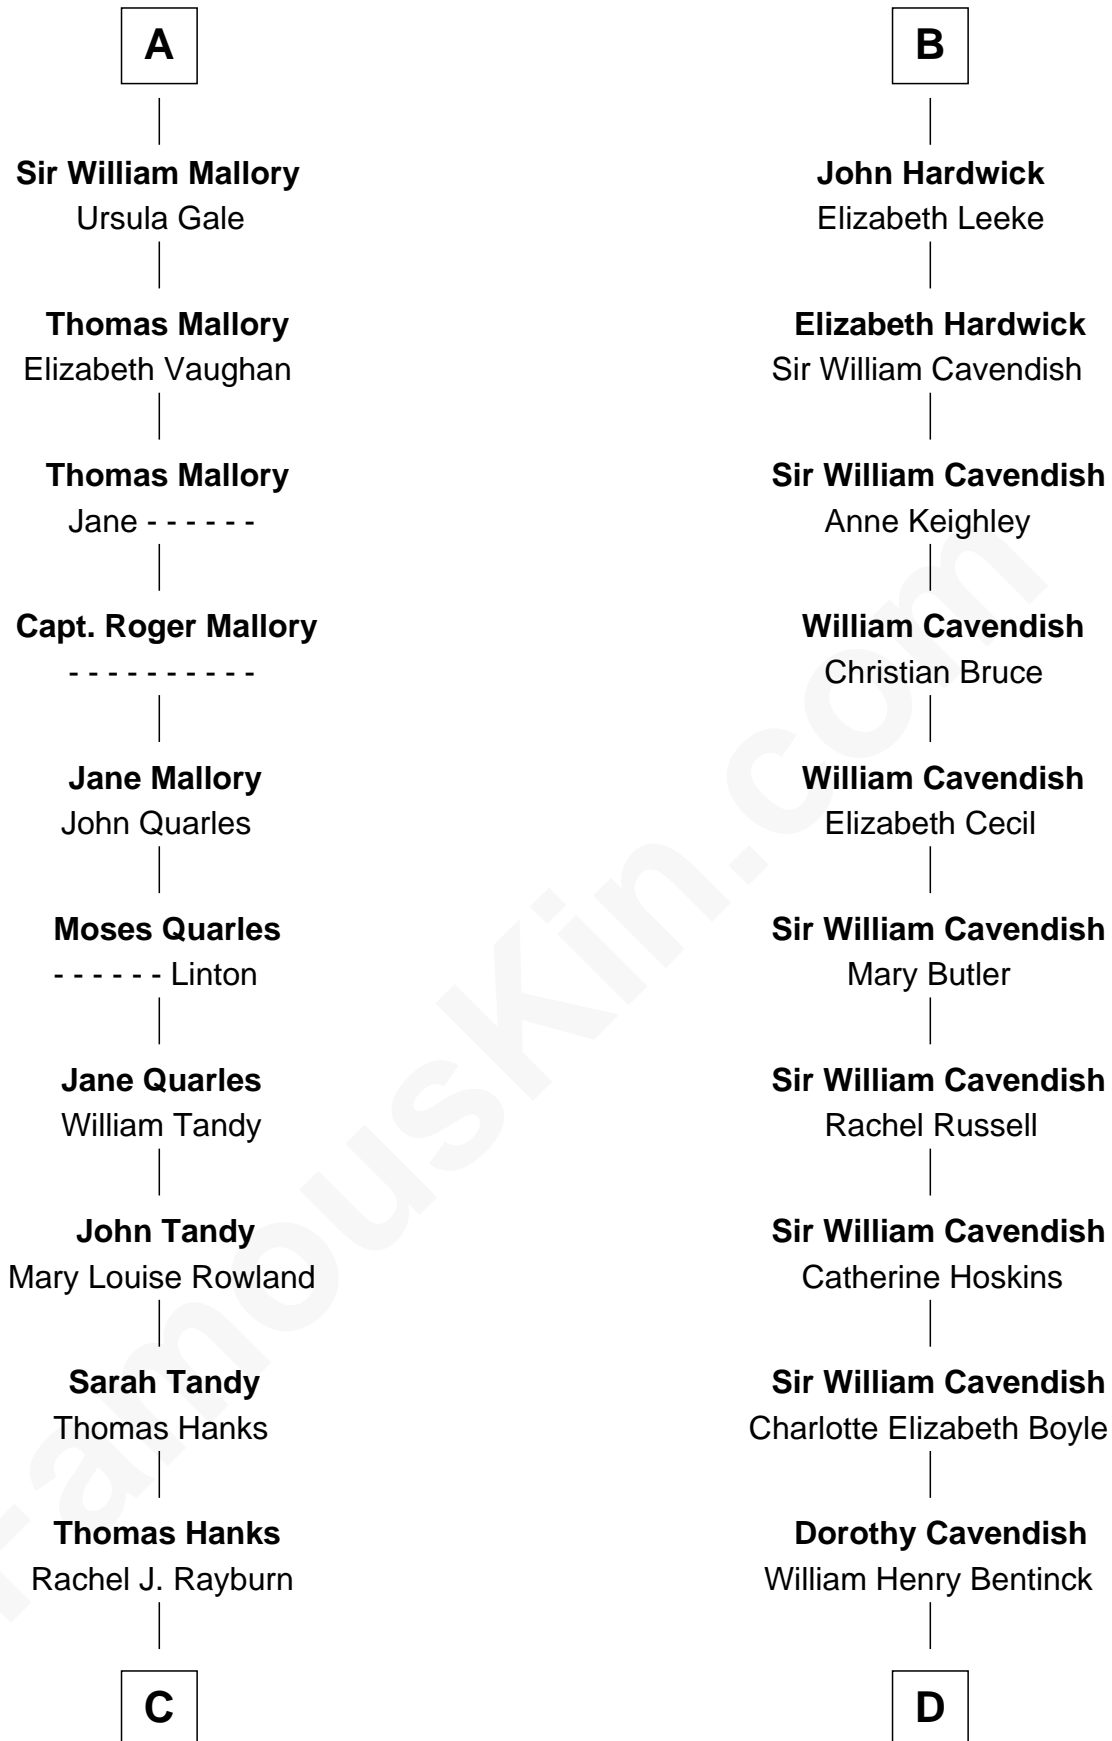 A
Sir William Mallory
Ursula Gale
Thomas Mallory
Elizabeth Vaughan
Thomas Mallory
Jane - - - - - -
Capt. Roger Mallory
- - - - - - - - - -
Jane Mallory
John Quarles
Moses Quarles
- - - - - - Linton
Jane Quarles
William Tandy
John Tandy
Mary Louise Rowland
Sarah Tandy
Thomas Hanks
Thomas Hanks
Rachel J. Rayburn
C
B
John Hardwick
Elizabeth Leeke
Elizabeth Hardwick
Sir William Cavendish
Sir William Cavendish
Anne Keighley
William Cavendish
Christian Bruce
William Cavendish
Elizabeth Cecil
Sir William Cavendish
Mary Butler
Sir William Cavendish
Rachel Russell
Sir William Cavendish
Catherine Hoskins
Sir William Cavendish
Charlotte Elizabeth Boyle
Dorothy Cavendish
William Henry Bentinck
D
FamousKin.com